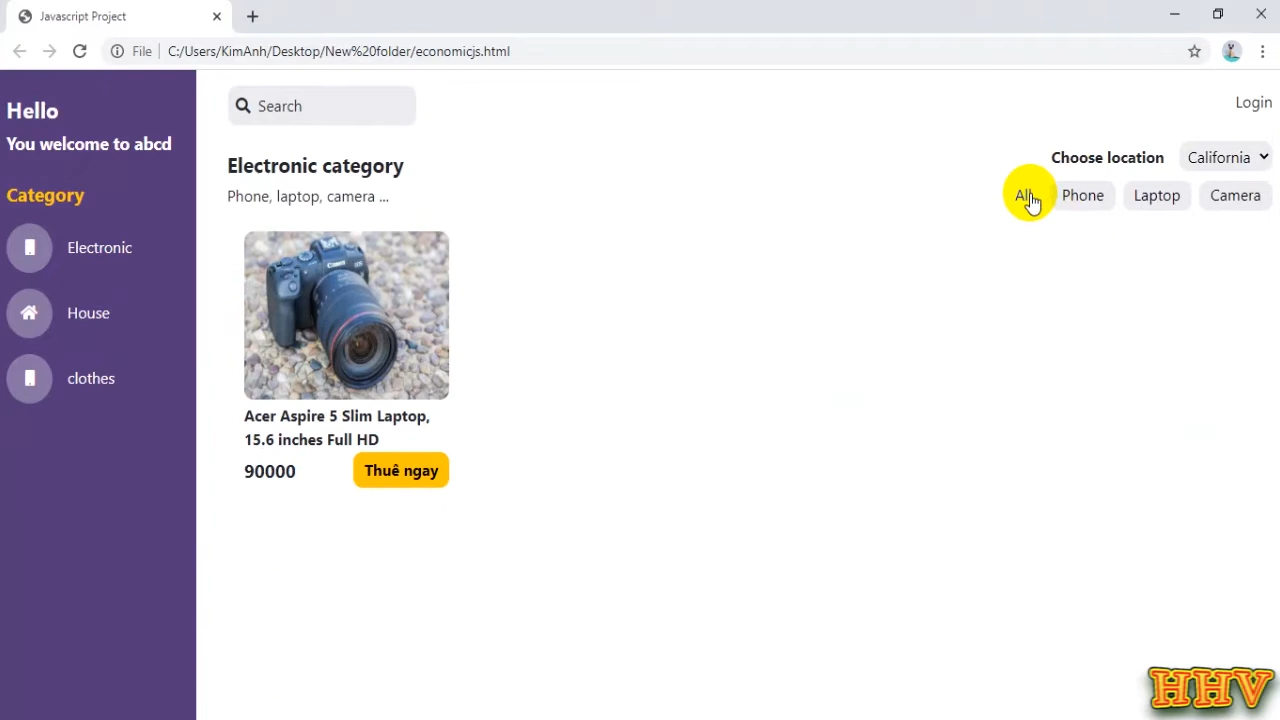 Javascript Project
File
C:/Users/KimAnh/Desktop/New%20folder/economicjs.html
Hello
You welcome to abcd
Category
Electronic
House
clothes
Search
Login
Electronic category
Phone, laptop, camera ...
Choose location
California
All
Phone
Laptop
Camera
Canon
Acer Aspire 5 Slim Laptop,
15.6 inches Full HD
90000
Thuê ngay
HHV